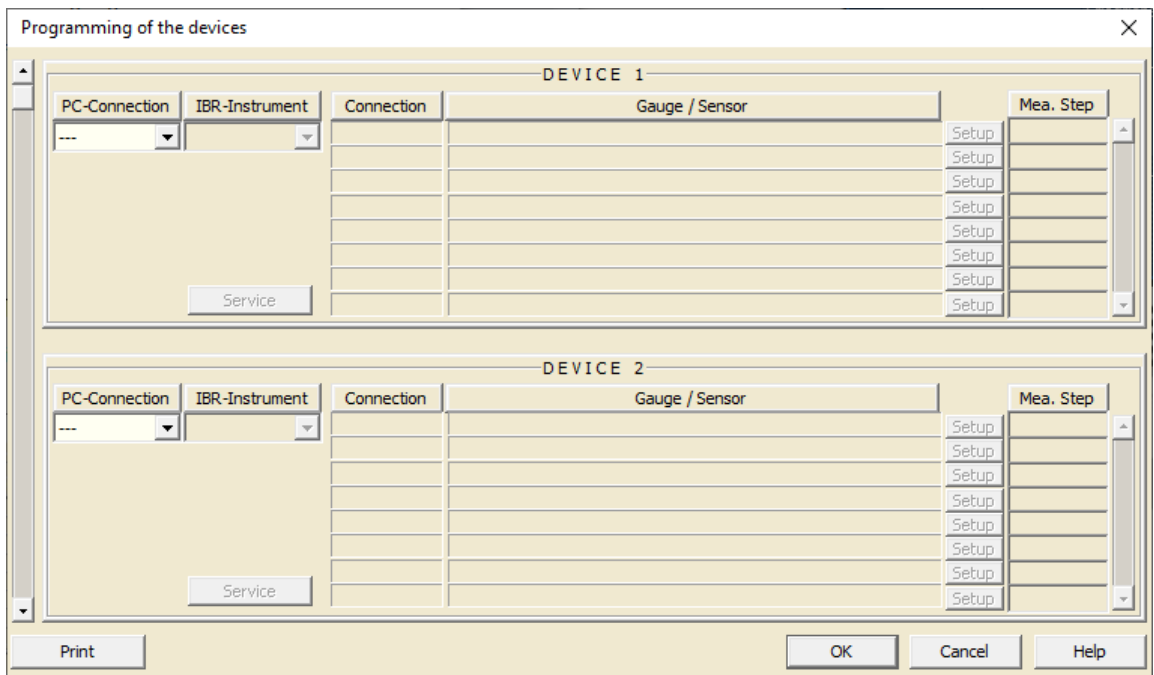 Programming of the devices
DEVICE 1
PC-Connection IBR-Instrument Connection Gauge / Sensor Mea. Step
--- Setup
Setup
Setup
Setup
Setup
Setup
Setup
Service Setup
DEVICE 2
PC-Connection IBR-Instrument Connection Gauge / Sensor Mea. Step
--- Setup
Setup
Setup
Setup
Setup
Setup
Setup
Service Setup
Print OK Cancel Help